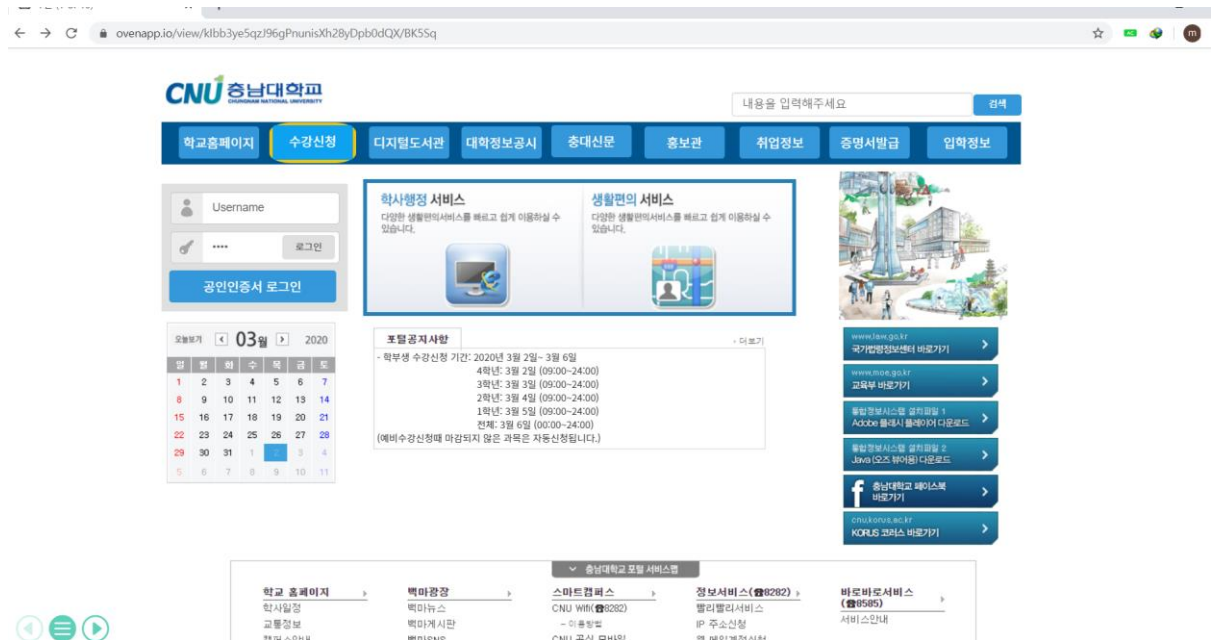 ovenapp.io/view/kIbb3ye5qzJ96gPnunisXh28yDpb0dQX/BK5Sq
CNU 충남대학교
CHUNGNAM NATIONAL UNIVERSITY
내용을 입력해주세요 검색
학교홈페이지 수강신청 디지털도서관 대학정보공시 충대신문 홍보관 취업정보 증명서발급 입학정보
Username
•••• 로그인
공인인증서 로그인
학사행정 서비스
다양한 생활편의서비스를 빠르고 쉽게 이용하실 수
있습니다.
생활편의 서비스
다양한 생활편의서비스를 빠르고 쉽게 이용하실 수
있습니다.
오늘보기 03월 2020
일 월 화 수 목 금 토
1 2 3 4 5 6 7
8 9 10 11 12 13 14
15 16 17 18 19 20 21
22 23 24 25 26 27 28
29 30 31 1 2 3 4
5 6 7 8 9 10 11
포탈공지사항 더보기
- 학부생 수강신청 기간: 2020년 3월 2일~ 3월 6일
4학년: 3월 2일 (09:00~24:00)
3학년: 3월 3일 (09:00~24:00)
2학년: 3월 4일 (09:00~24:00)
1학년: 3월 5일 (09:00~24:00)
전체: 3월 6일 (00:00~24:00)
(예비수강신청때 마감되지 않은 과목은 자동신청됩니다.)
www.law.go.kr
국가법령정보센터 바로가기
www.moe.go.kr
교육부 바로가기
통합정보시스템 설치파일 1
Adobe 플래시 플레이어 다운로드
통합정보시스템 설치파일 2
Java (오즈 뷰어용) 다운로드
충남대학교 페이스북
바로가기
cnu.korus.ac.kr
KORUS 코러스 바로가기
충남대학교 포털 서비스맵
학교 홈페이지
학사일정
교통정보
캠퍼스안내
백마광장
백마뉴스
백마게시판
백마SNS
스마트캠퍼스
CNU Wifi(☎8282)
- 이용방법
CNU 공식 모바일
정보서비스(☎8282)
빨리빨리서비스
IP 주소신청
웹 메일계정신청
바로바로서비스
(☎8585)
서비스안내